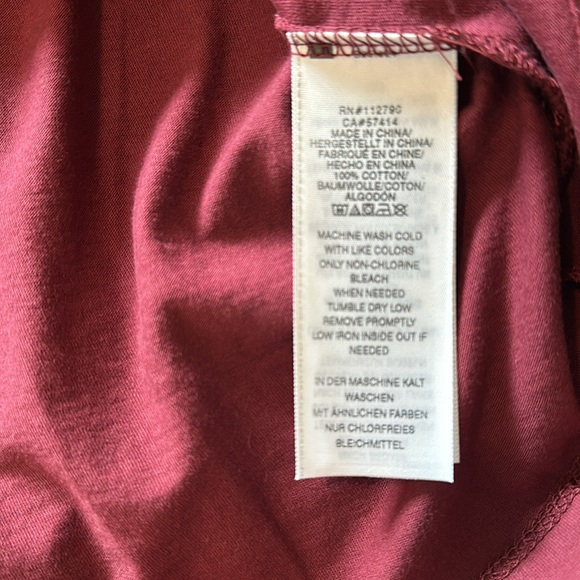 RN#112790
CA#57414
MADE IN CHINA/
HERGESTELLT IN CHINA/
FABRIQUÉ EN CHINE/
HECHO EN CHINA
100% COTTON/
BAUMWOLLE/COTON/
ALGODÓN
MACHINE WASH COLD
WITH LIKE COLORS
ONLY NON-CHLORINE
BLEACH
WHEN NEEDED
TUMBLE DRY LOW
REMOVE PROMPTLY
LOW IRON INSIDE OUT IF
NEEDED
IN DER MASCHINE KALT
WASCHEN
MIT ÄHNLICHEN FARBEN
NUR CHLORFREIES
BLEICHMITTEL